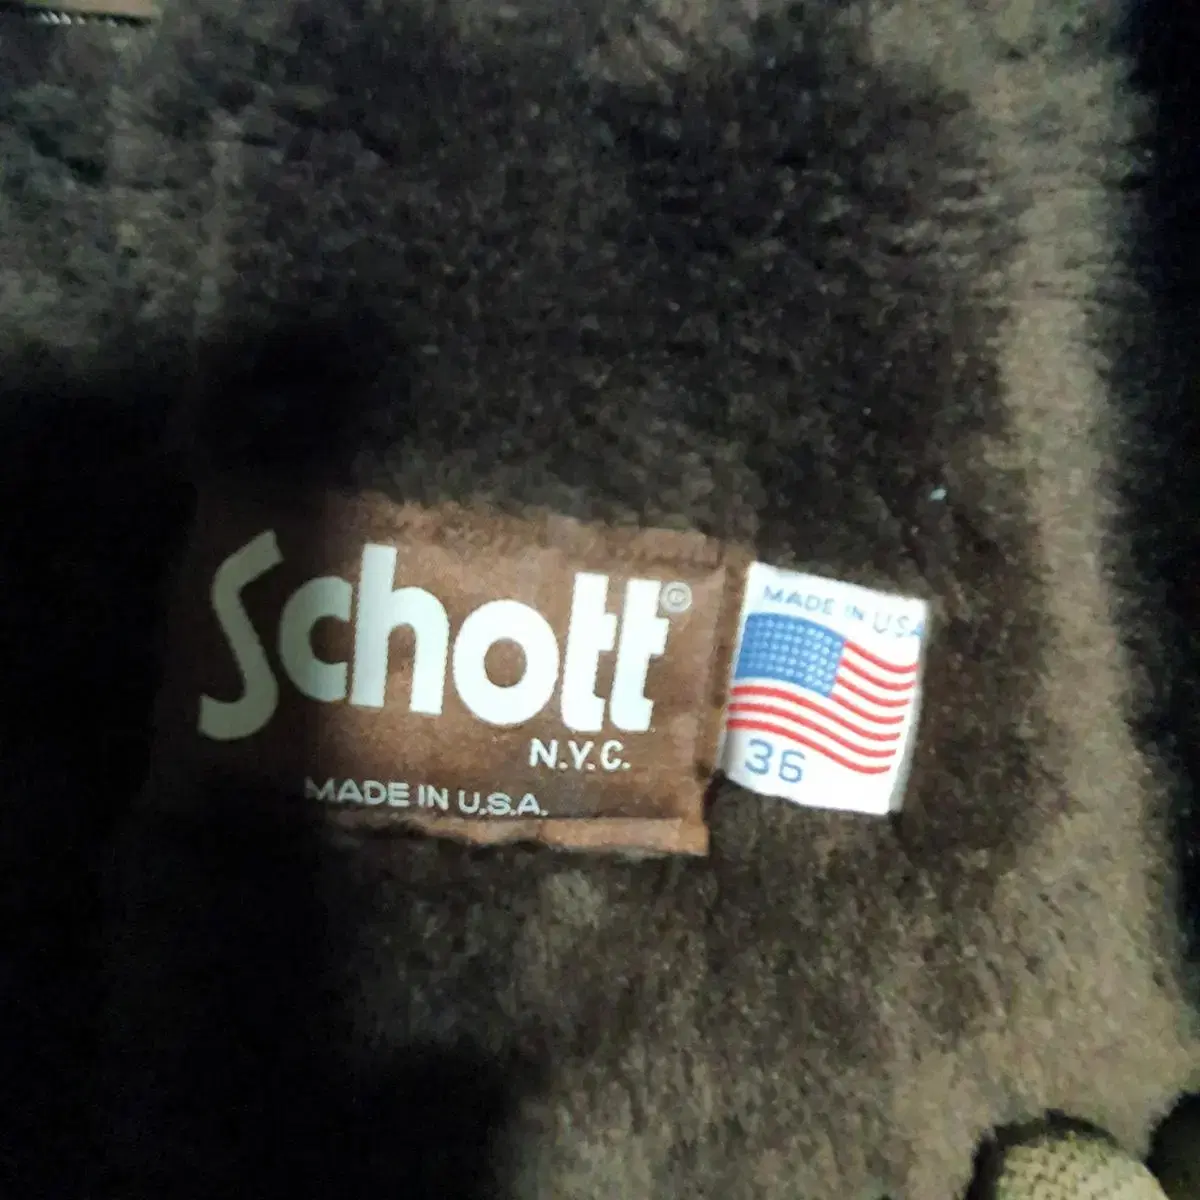 Schott©
N.Y.C.
MADE IN U.S.A.
MADE IN USA
36